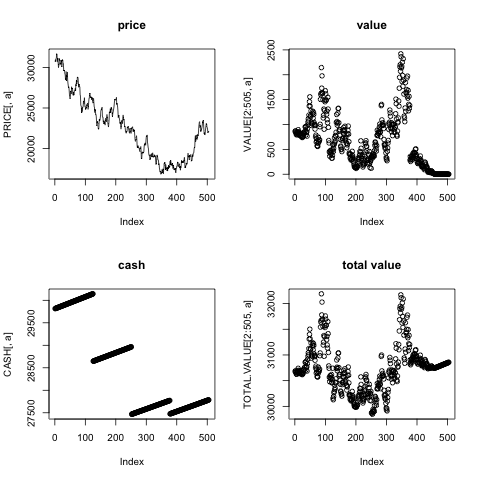 price
PRICE[, a]
20000 25000 30000
0 100 200 300 400 500
Index
value
VALUE[2:505, a]
0 500 1500 2500
0 100 200 300 400 500
Index
cash
CASH[, a]
27500 28500 29500
0 100 200 300 400 500
Index
total value
TOTAL.VALUE[2:505, a]
30000 31000 32000
0 100 200 300 400 500
Index